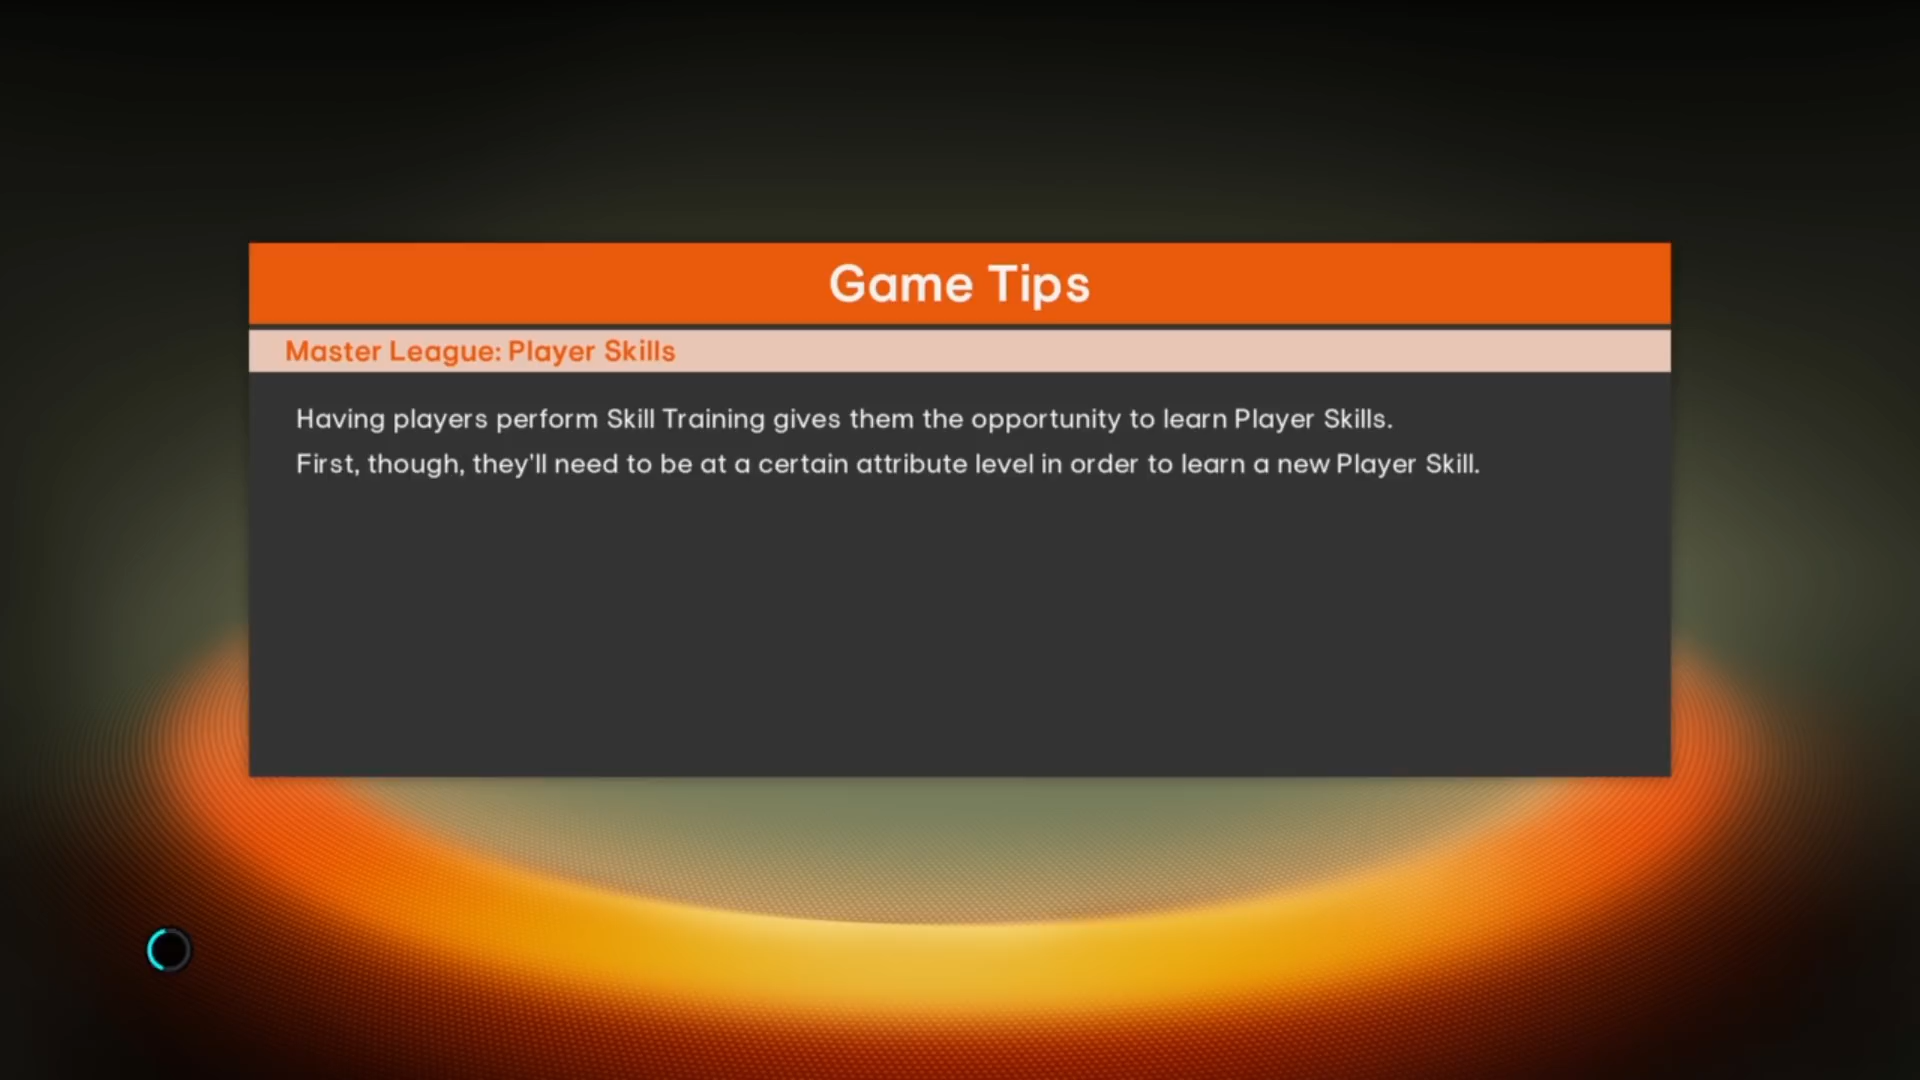 Game Tips
Master League: Player Skills
Having players perform Skill Training gives them the opportunity to learn Player Skills.
First, though, they'll need to be at a certain attribute level in order to learn a new Player Skill.